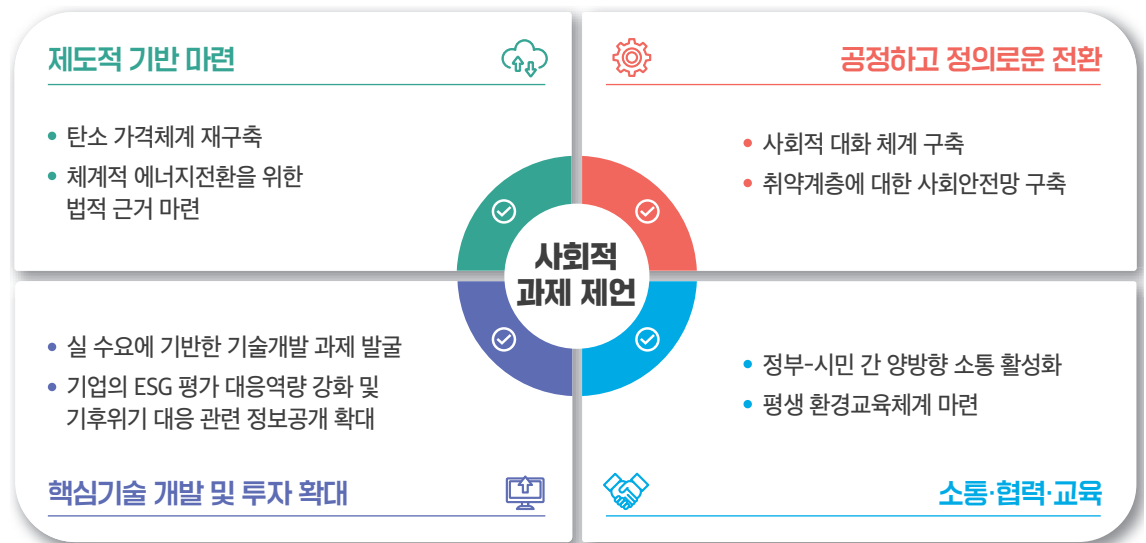 제도적 기반 마련
• 탄소 가격체계 재구축
• 체계적 에너지전환을 위한
법적 근거 마련
공정하고 정의로운 전환
• 사회적 대화 체계 구축
• 취약계층에 대한 사회안전망 구축
사회적
과제 제언
• 실 수요에 기반한 기술개발 과제 발굴
• 기업의 ESG 평가 대응역량 강화 및
기후위기 대응 관련 정보공개 확대
핵심기술 개발 및 투자 확대
• 정부-시민 간 양방향 소통 활성화
• 평생 환경교육체계 마련
소통·협력·교육